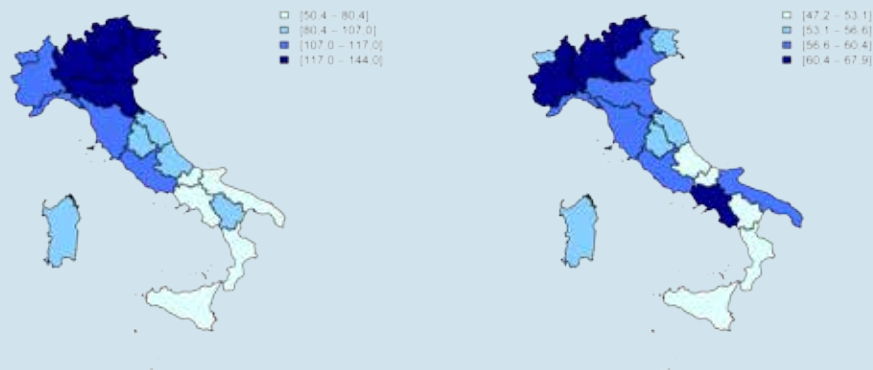 [50.4 – 80.4]
[80.4 – 107.0]
[107.0 – 117.0]
[117.0 – 144.0]
[47.2 – 53.1]
[53.1 – 56.6]
[56.6 – 60.4]
[60.4 – 67.9]